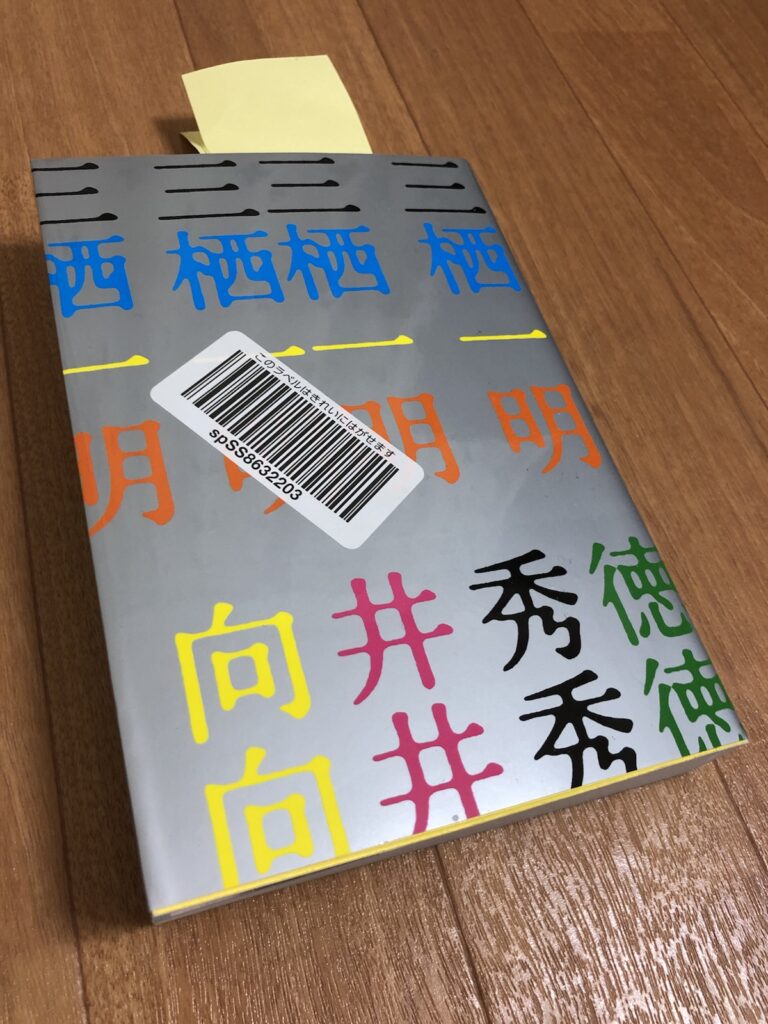 三 三三 三
栖 栖栖 栖
一 一一 一
明 明明 明
このラベルはきれいにはがせます
spSS8632203
向井秀徳
向井秀徳